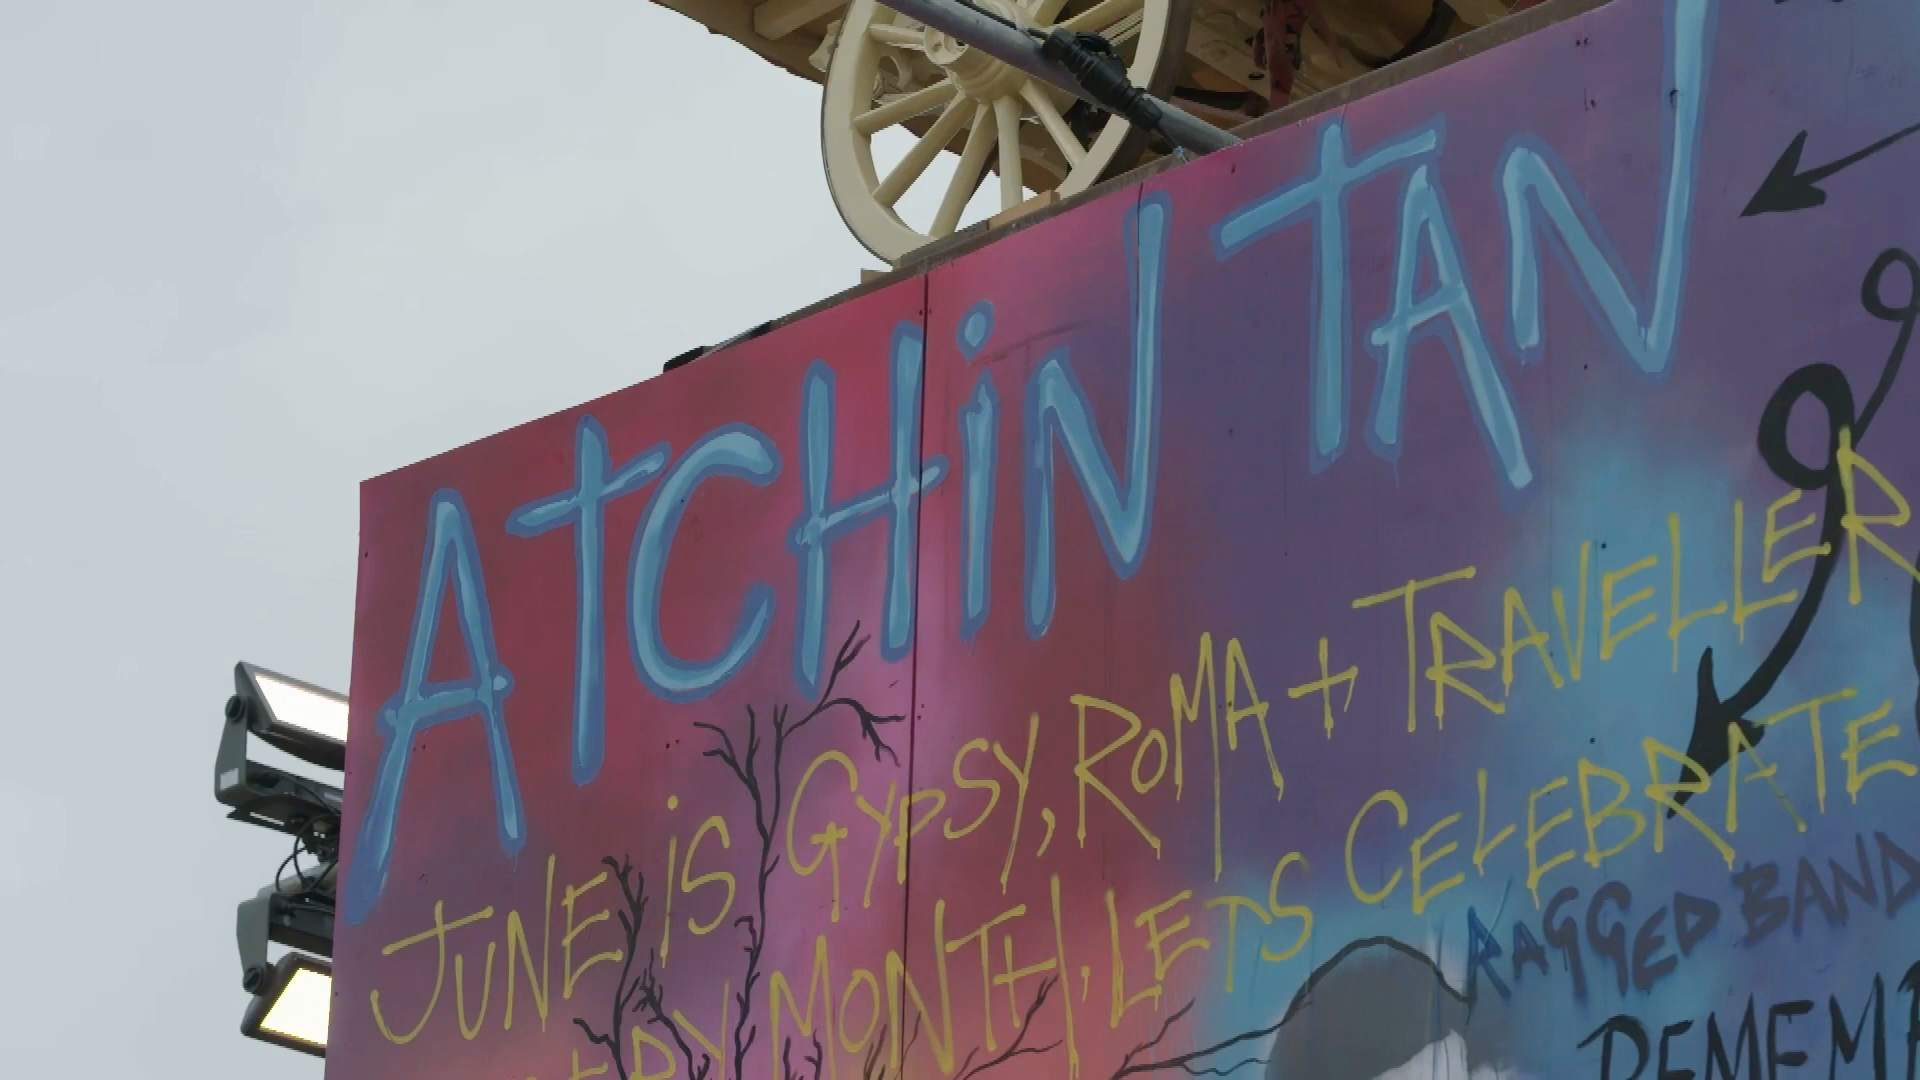 ATCHiN TAN
JUNE iS GYPSY, ROMA + TRAVELLER
MONTH, LETS CELEBRATE
RAGGED BAND